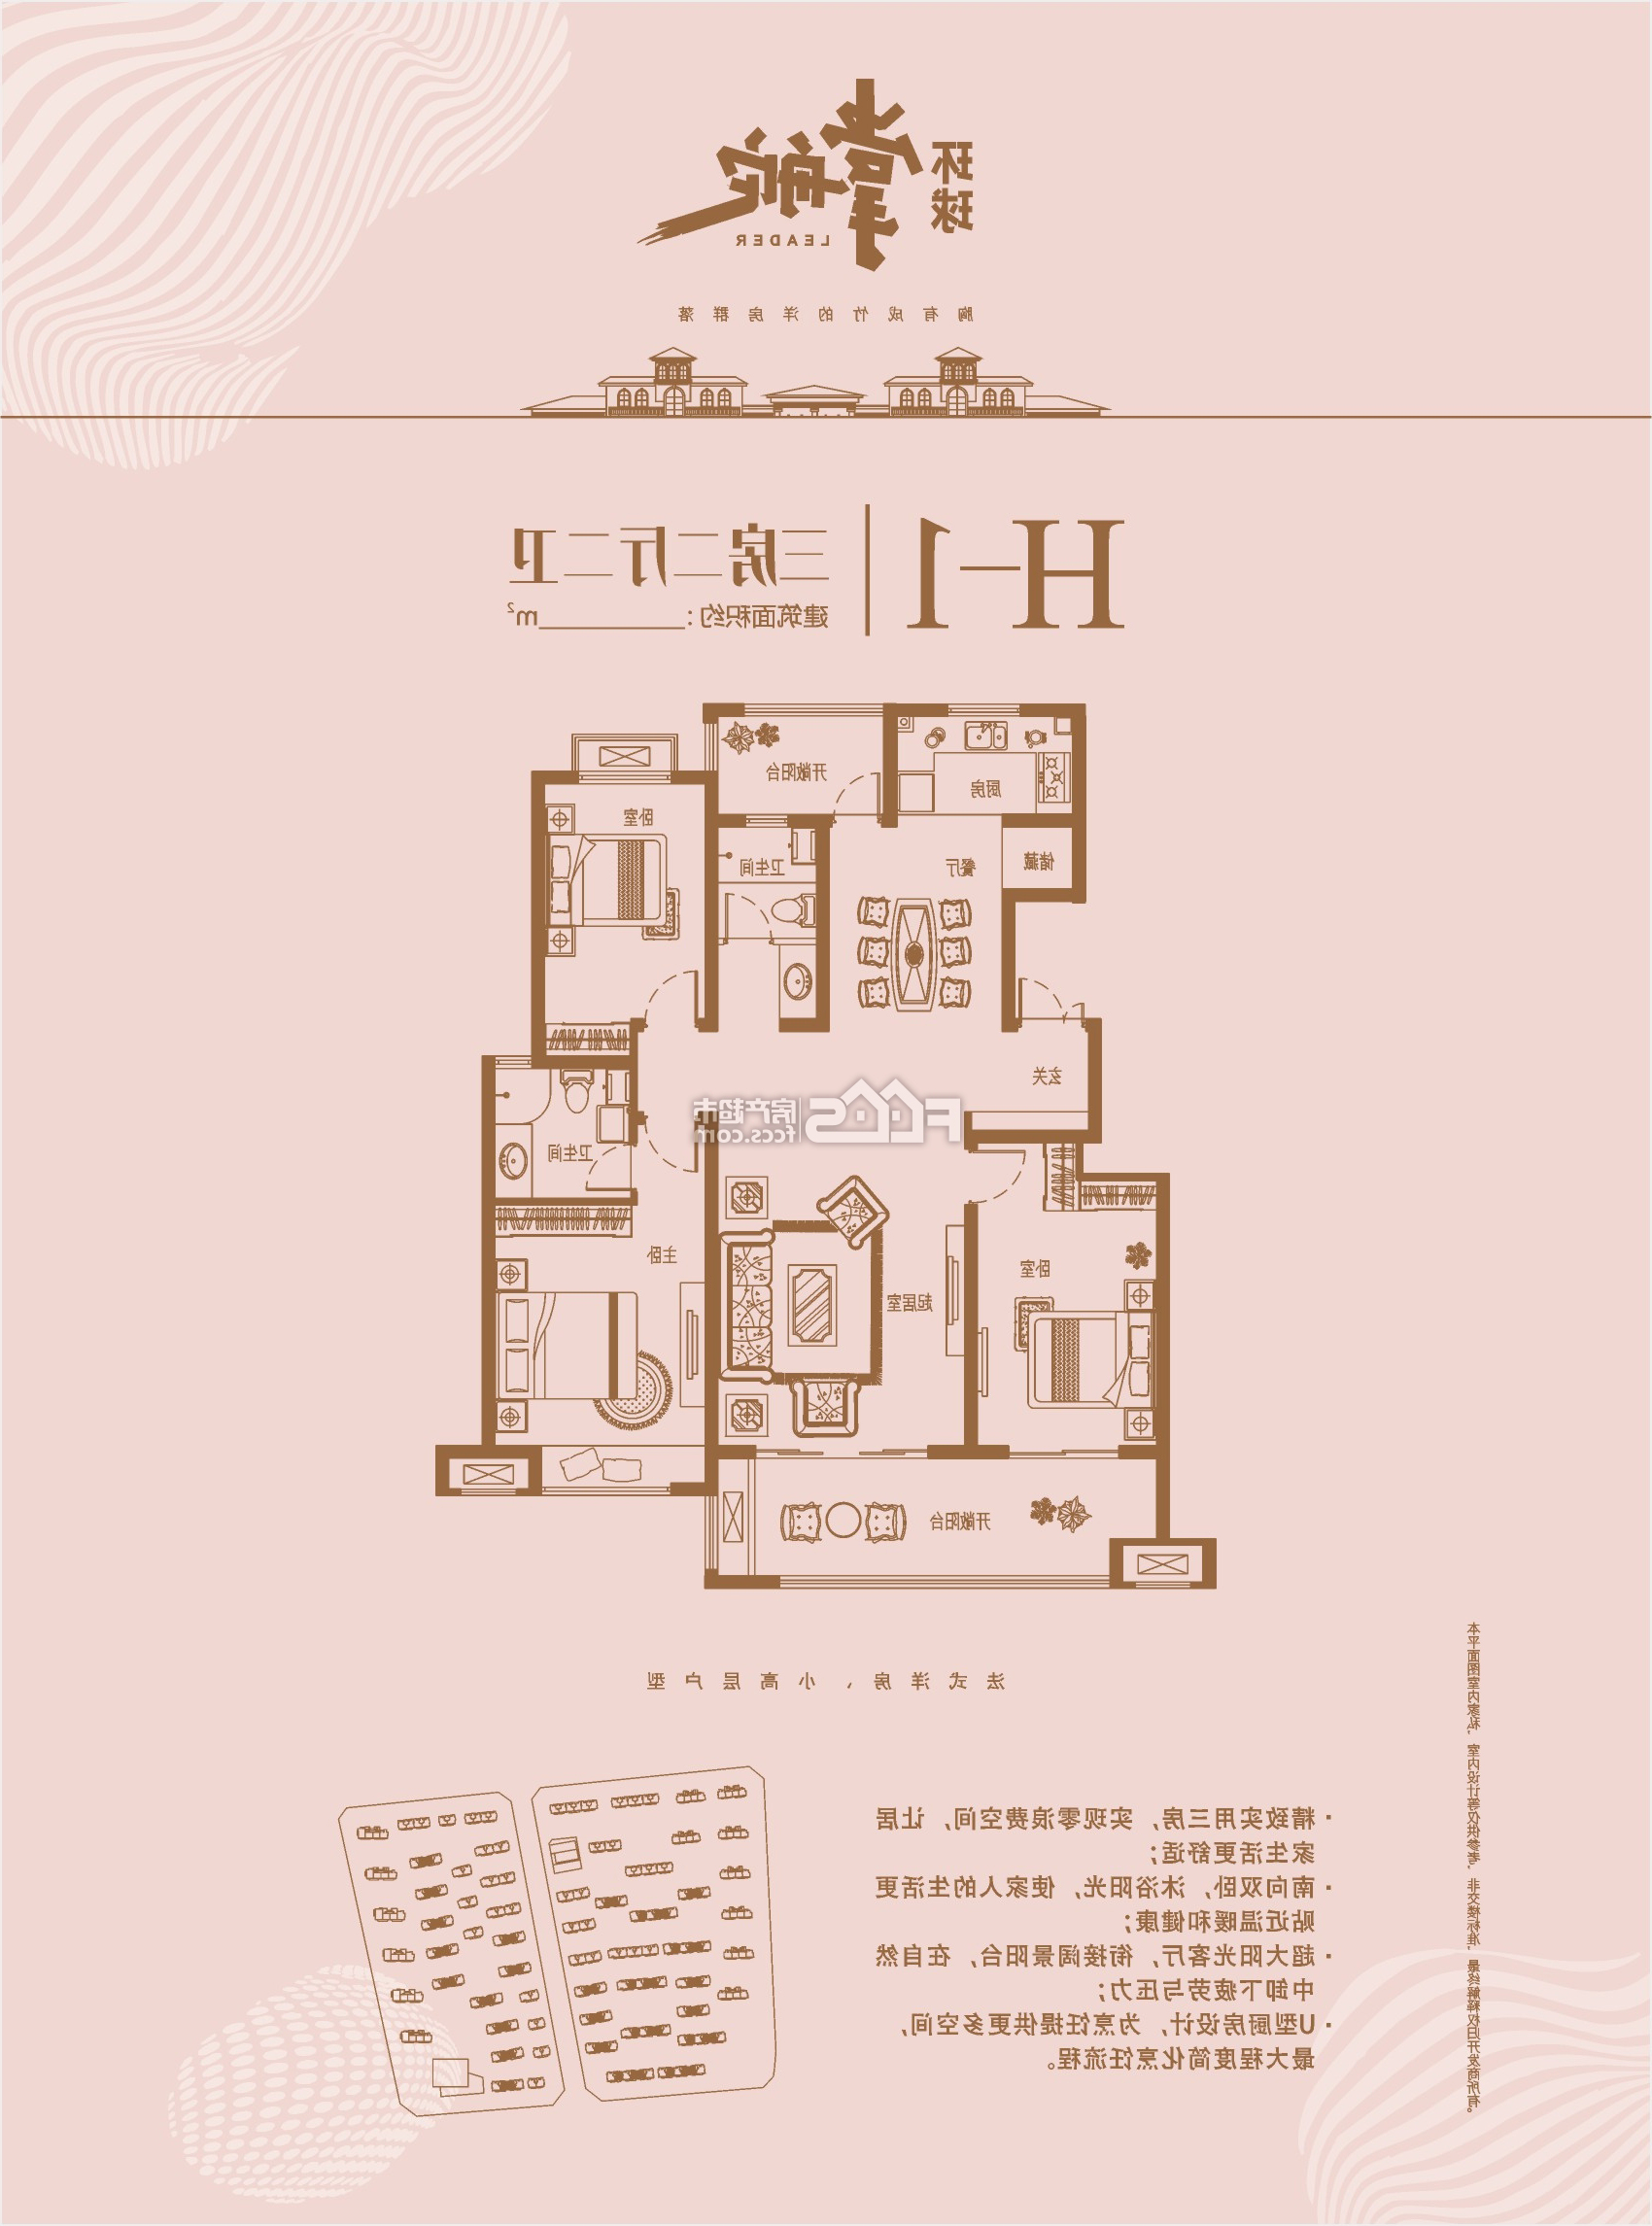 环球
LEADER
胸有成竹的洋房群落
H-1
三房二厅二卫
建筑面积约：__________m²
开敞阳台
厨房
卧室
卫生间
餐厅
储藏
玄关
FCCS 房产超市
fccs.com
卫生间
主卧
起居室
卧室
开敞阳台
法式洋房、小高层户型
·精致实用三房，实现零浪费空间，让居
家生活更舒适；
·南向双卧，沐浴阳光，使家人的生活更
贴近温暖和健康；
·超大阳光客厅，衔接阔景阳台，在自然
中卸下疲劳与压力；
·U型厨房设计，为烹饪提供更多空间，
最大程度简化烹饪流程。
本平面图室内家私，室内设计等仅供参考，非交楼标准，最终解释权归开发商所有。